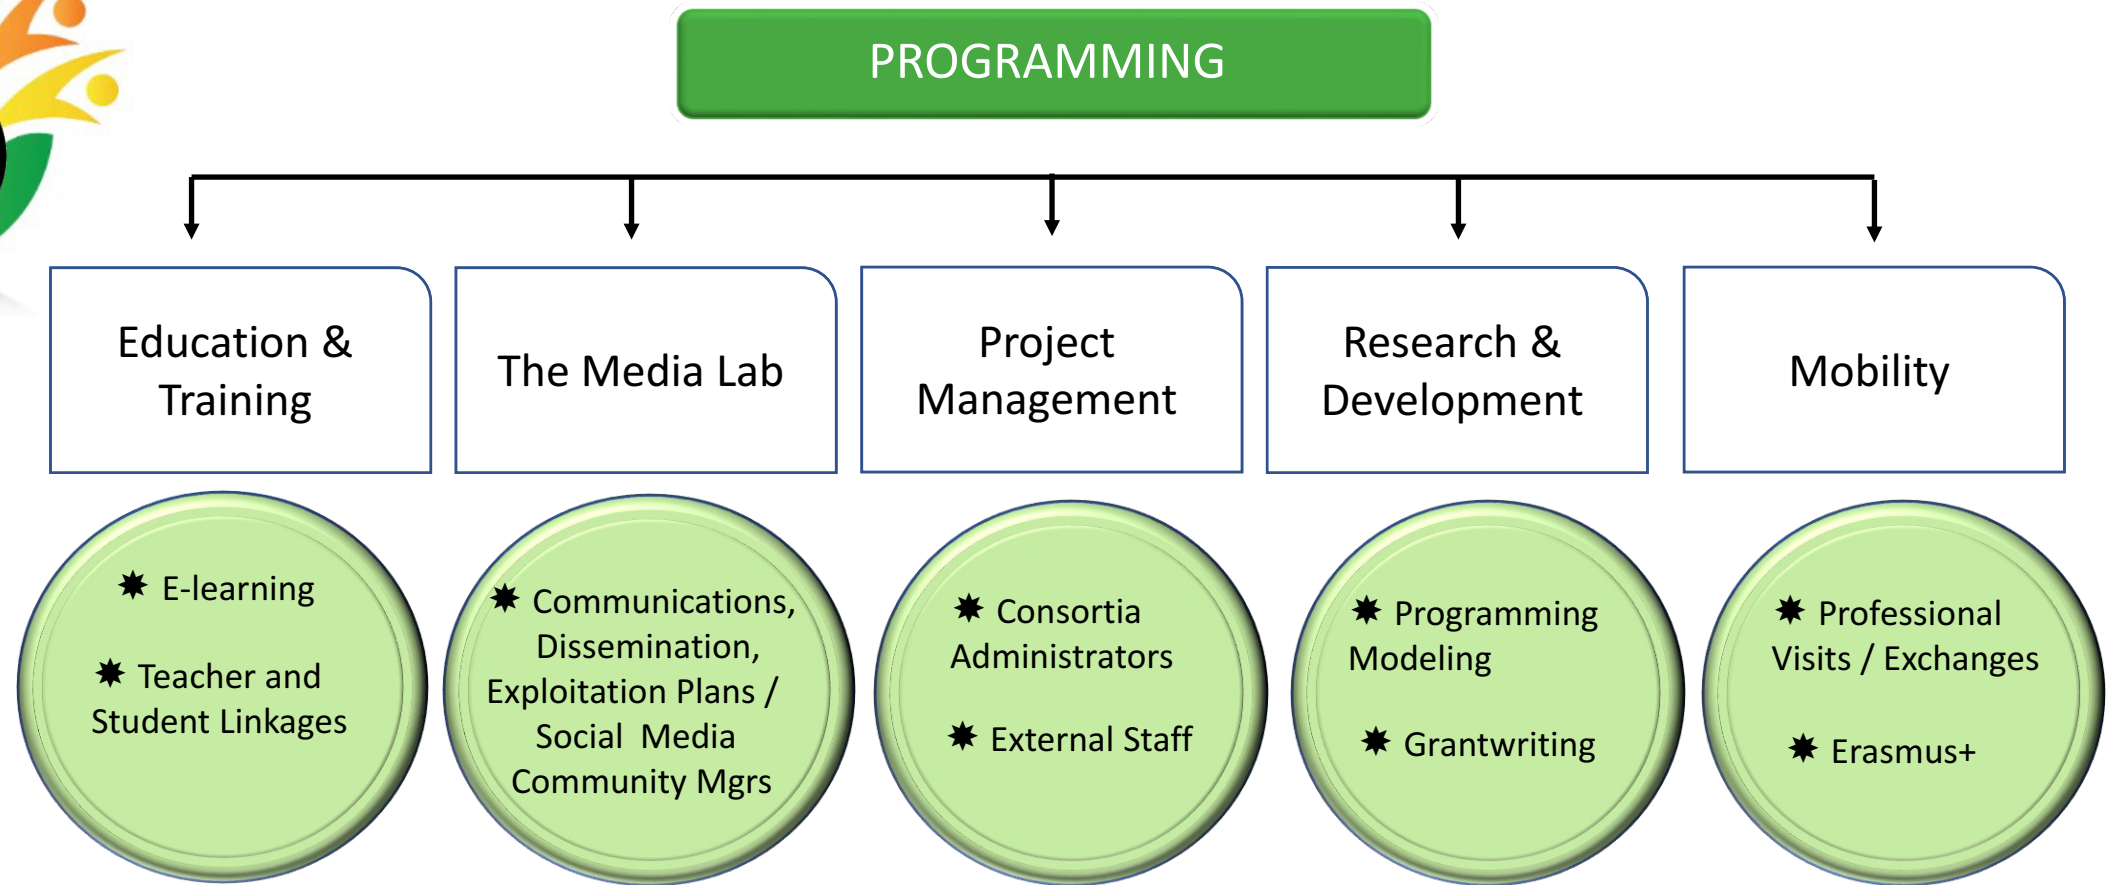 PROGRAMMING
Education &
Training
The Media Lab
Project
Management
Research &
Development
Mobility
✸ E-learning
✸ Teacher and
Student Linkages
✸ Communications,
Dissemination,
Exploitation Plans /
Social  Media
Community Mgrs
✸ Consortia
Administrators
✸ External Staff
✸ Programming
Modeling
✸ Grantwriting
✸ Professional
Visits / Exchanges
✸ Erasmus+